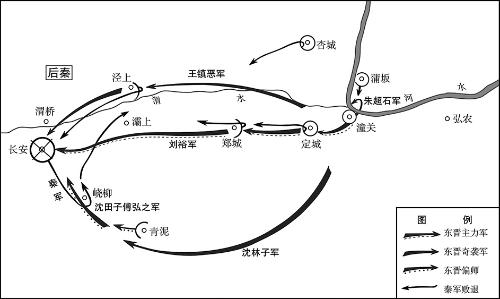 杏城
后秦
泾上
王镇恶军
蒲坂
水
河
朱超石军
渭桥
水
潼关
弘农
灞上
长安
刘裕军
郑城
定城
秦军
峣柳
沈田子傅弘之军
青泥
沈林子军
图 例
东晋主力军
东晋奇袭军
东晋偏师
秦军败退